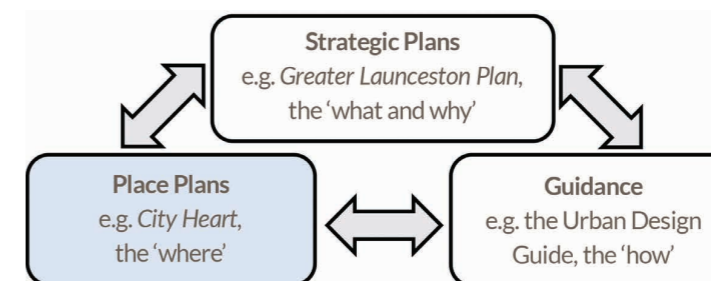 Strategic Plans
e.g. Greater Launceston Plan,
the ‘what and why’
Place Plans
e.g. City Heart,
the ‘where’
Guidance
e.g. the Urban Design
Guide, the ‘how’